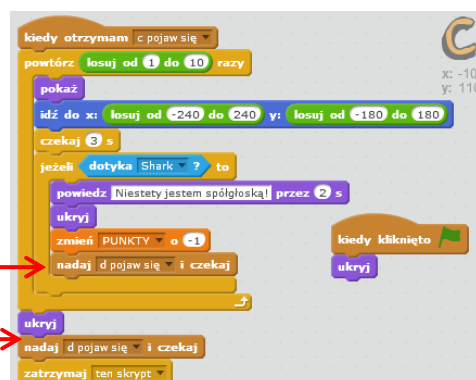 kiedy otrzymam c pojaw się
powtórz losuj od 1 do 10 razy
pokaż
idź do x: losuj od -240 do 240 y: losuj od -180 do 180
czekaj 3 s
jeżeli dotyka Shark ? to
powiedz Niestety jestem spółgłoską! przez 2 s
ukryj
zmień PUNKTY o -1
nadaj d pojaw się i czekaj
ukryj
nadaj d pojaw się i czekaj
zatrzymaj ten skrypt
kiedy kliknięto
ukryj
C
x: -10
y: 110